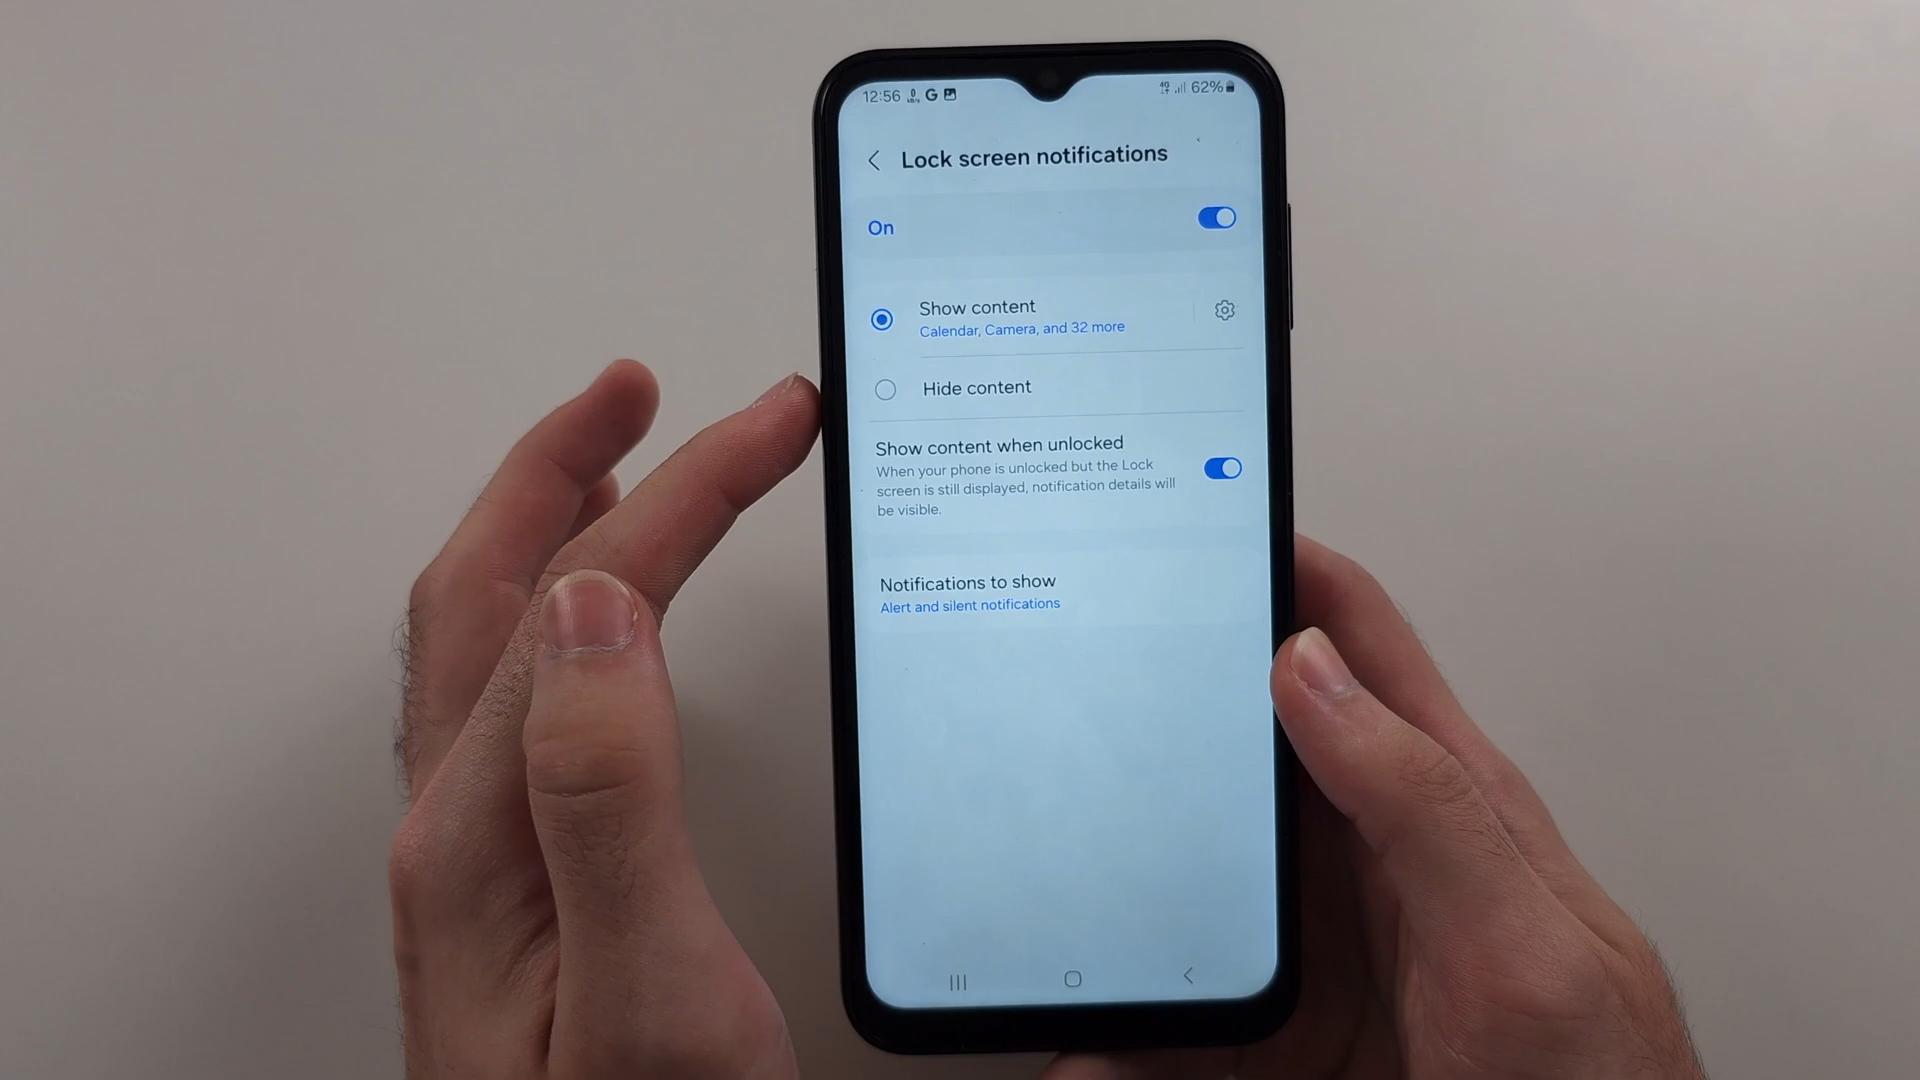 12:56 G 4G 62%
Lock screen notifications
On
Show content
Calendar, Camera, and 32 more
Hide content
Show content when unlocked
When your phone is unlocked but the Lock
screen is still displayed, notification details will
be visible.
Notifications to show
Alert and silent notifications